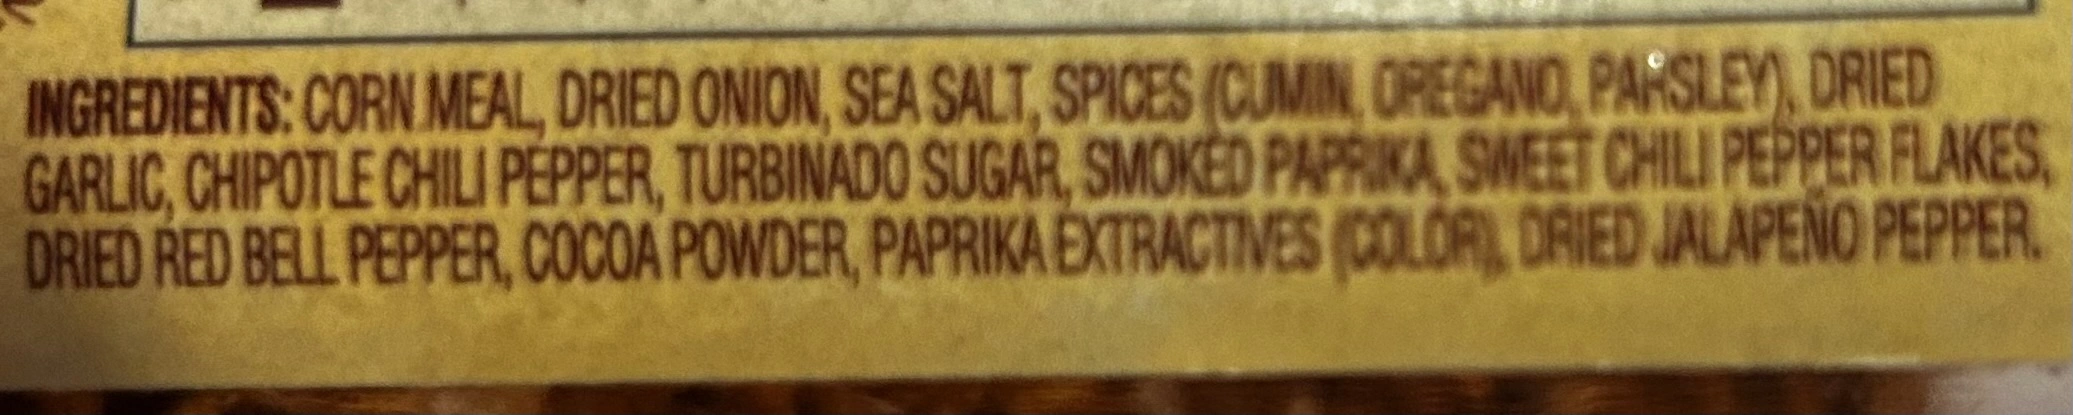 INGREDIENTS: CORN MEAL, DRIED ONION, SEA SALT, SPICES (CUMIN, OREGANO, PARSLEY), DRIED
GARLIC, CHIPOTLE CHILI PEPPER, TURBINADO SUGAR, SMOKED PAPRIKA, SWEET CHILI PEPPER FLAKES,
DRIED RED BELL PEPPER, COCOA POWDER, PAPRIKA EXTRACTIVES (COLOR), DRIED JALAPEÑO PEPPER.